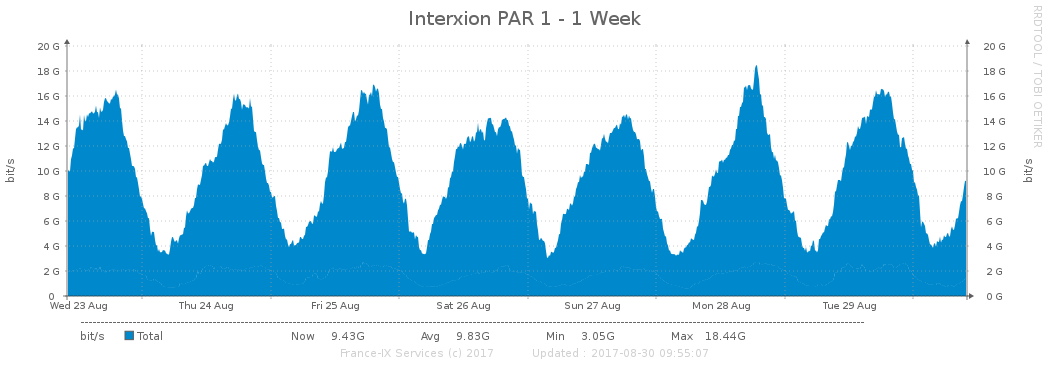 Interxion PAR 1 - 1 Week
RRDTOOL / TOBI OETIKER
20 G 20 G
18 G 18 G
16 G 16 G
14 G 14 G
12 G 12 G
10 G 10 G
8 G 8 G
6 G 6 G
4 G 4 G
2 G 2 G
0 0 G
bit/s
bit/s
Wed 23 Aug Thu 24 Aug Fri 25 Aug Sat 26 Aug Sun 27 Aug Mon 28 Aug Tue 29 Aug
bit/s Total Now 9.43G Avg 9.83G Min 3.05G Max 18.44G
France-IX Services (c) 2017 Updated : 2017-08-30 09:55:07